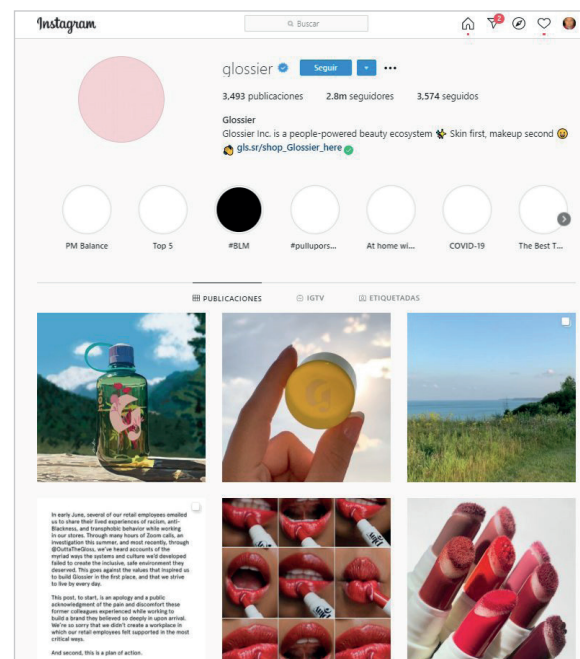 Instagram
Buscar
2
glossier
Seguir
3,493 publicaciones 2.8m seguidores 3,574 seguidos
Glossier
Glossier Inc. is a people-powered beauty ecosystem Skin first, makeup second
gls.sr/shop_Glossier_here
PM Balance Top 5 #BLM #pullupors... At home wi... COVID-19 The Best T...
PUBLICACIONES IGTV ETIQUETADAS
G
In early June, several of our retail employees emailed
us to share their lived experiences of racism, anti-
Blackness, and transphobic behavior while working
in our stores. Through many hours of Zoom calls, an
investigation this summer, and most recently, through
@OuttaTheGloss, we've heard accounts of the
myriad ways the systems and culture we'd developed
failed to create the inclusive, safe environment they
deserved. This goes against the values that inspired us
to build Glossier in the first place, and that we strive
to live by every day.
This post, to start, is an apology and a public
acknowledgment of the pain and discomfort these
former colleagues experienced while working to
build a brand they believed so deeply in upon arrival.
We're so sorry that we didn't create a workplace in
which our retail employees felt supported in the most
critical ways.
And second, this is a plan of action.